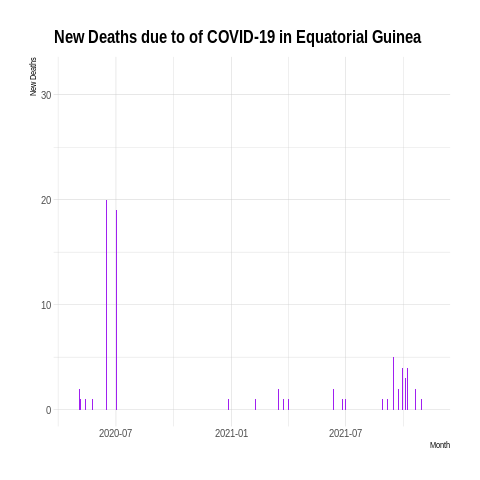 New Deaths due to of COVID-19 in Equatorial Guinea
New Deaths
30
20
10
0
2020-07 2021-01 2021-07
Month